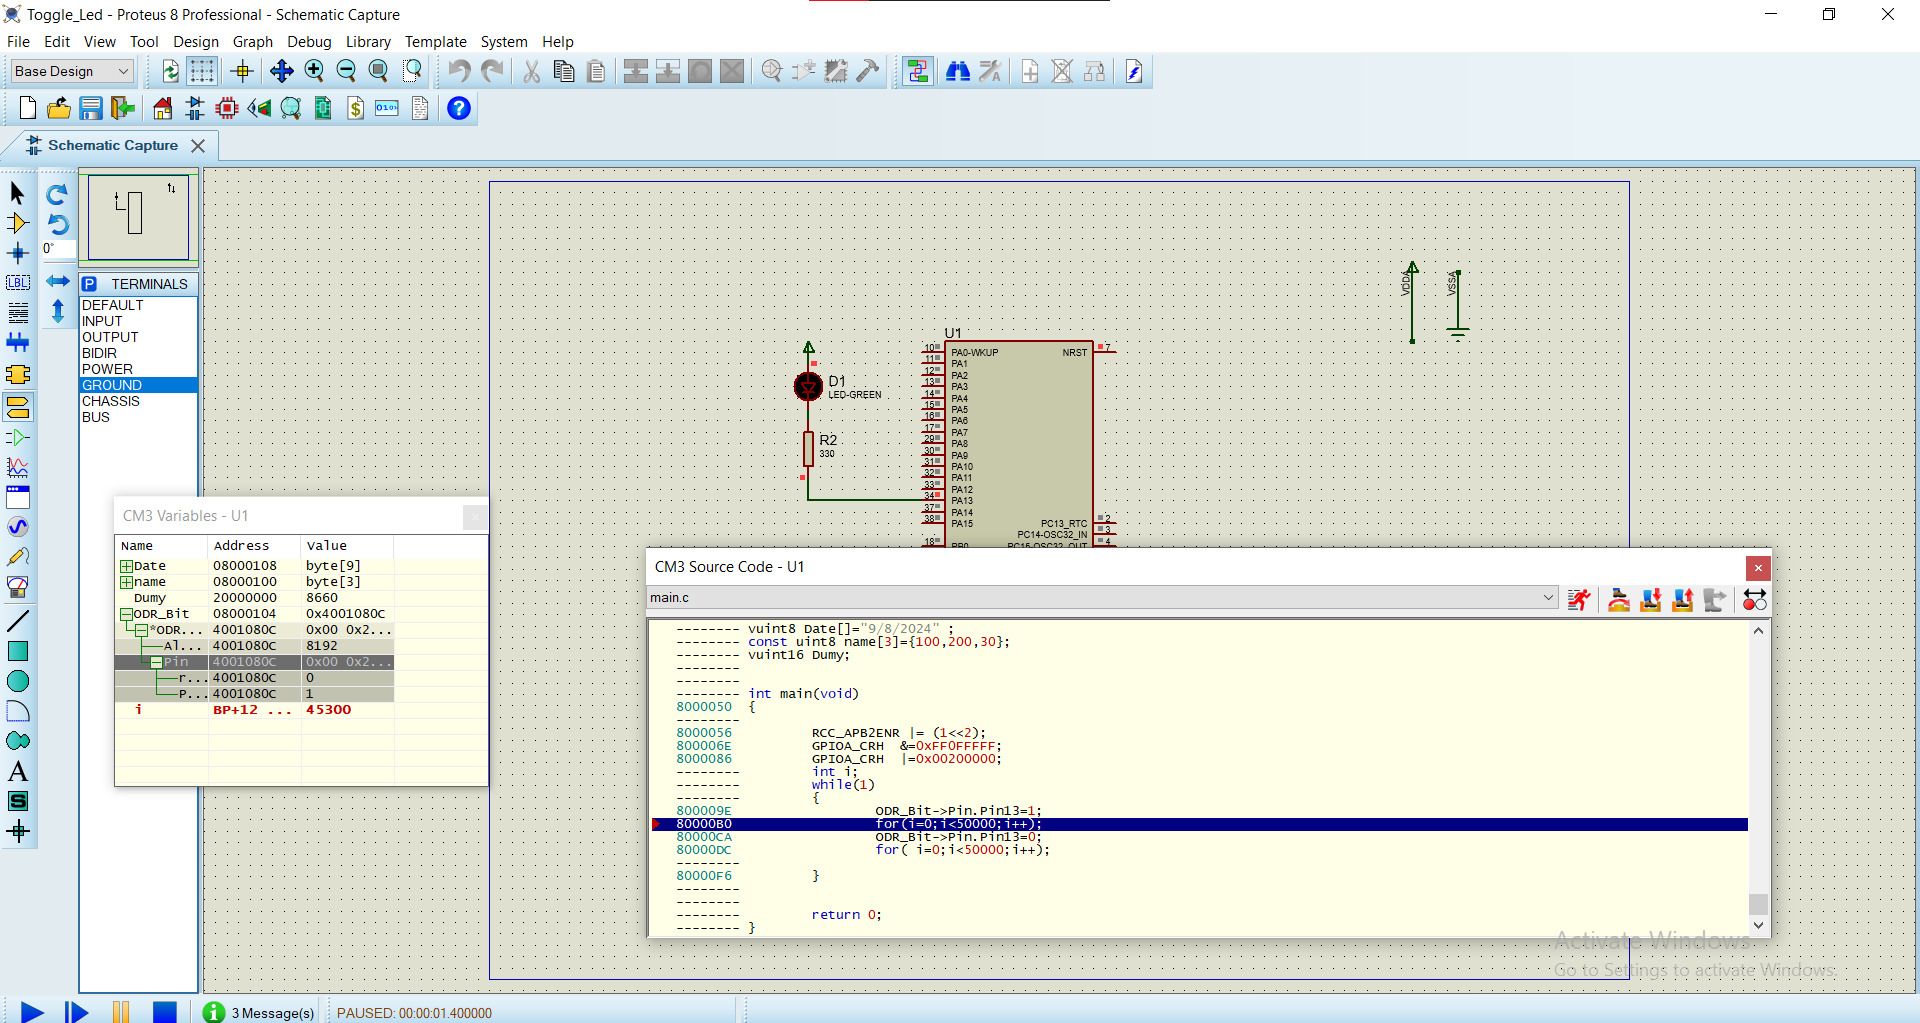 Toggle_Led - Proteus 8 Professional - Schematic Capture
File Edit View Tool Design Graph Debug Library Template System Help
Base Design
Schematic Capture
0°
LBL
P TERMINALS
DEFAULT
INPUT
OUTPUT
BIDIR
POWER
GROUND
CHASSIS
BUS
VDDA
VSSA
U1
D1
LED-GREEN
R2
330
10 PA0-WKUP NRST 7
11 PA1
12 PA2
13 PA3
14 PA4
15 PA5
16 PA6
17 PA7
29 PA8
30 PA9
31 PA10
32 PA11
33 PA12
34 PA13
37 PA14
38 PA15
PC13_RTC 2
PC14-OSC32_IN 3
18 PB0 PC15-OSC32_OUT 4
CM3 Variables - U1
Name Address Value
Date 08000108 byte[9]
name 08000100 byte[3]
Dumy 20000000 8660
ODR_Bit 08000104 0x4001080C
*ODR... 4001080C 0x00 0x2...
Al... 4001080C 8192
Pin 4001080C 0x00 0x2...
r... 4001080C 0
P... 4001080C 1
i BP+12 ... 45300
CM3 Source Code - U1
main.c
-------- vuint8 Date[]="9/8/2024" ;
-------- const uint8 name[3]={100,200,30};
-------- vuint16 Dumy;
--------
--------
-------- int main(void)
8000050 {
--------
8000056 RCC_APB2ENR |= (1<<2);
800006E GPIOA_CRH &=0xFF0FFFFF;
8000086 GPIOA_CRH |=0x00200000;
-------- int i;
-------- while(1)
-------- {
800009E ODR_Bit->Pin.Pin13=1;
80000B0 for(i=0;i<50000;i++);
80000CA ODR_Bit->Pin.Pin13=0;
80000DC for( i=0;i<50000;i++);
--------
80000F6 }
--------
--------
-------- return 0;
-------- }
Activate Windows
Go to Settings to activate Windows.
3 Message(s)
PAUSED: 00:00:01.400000